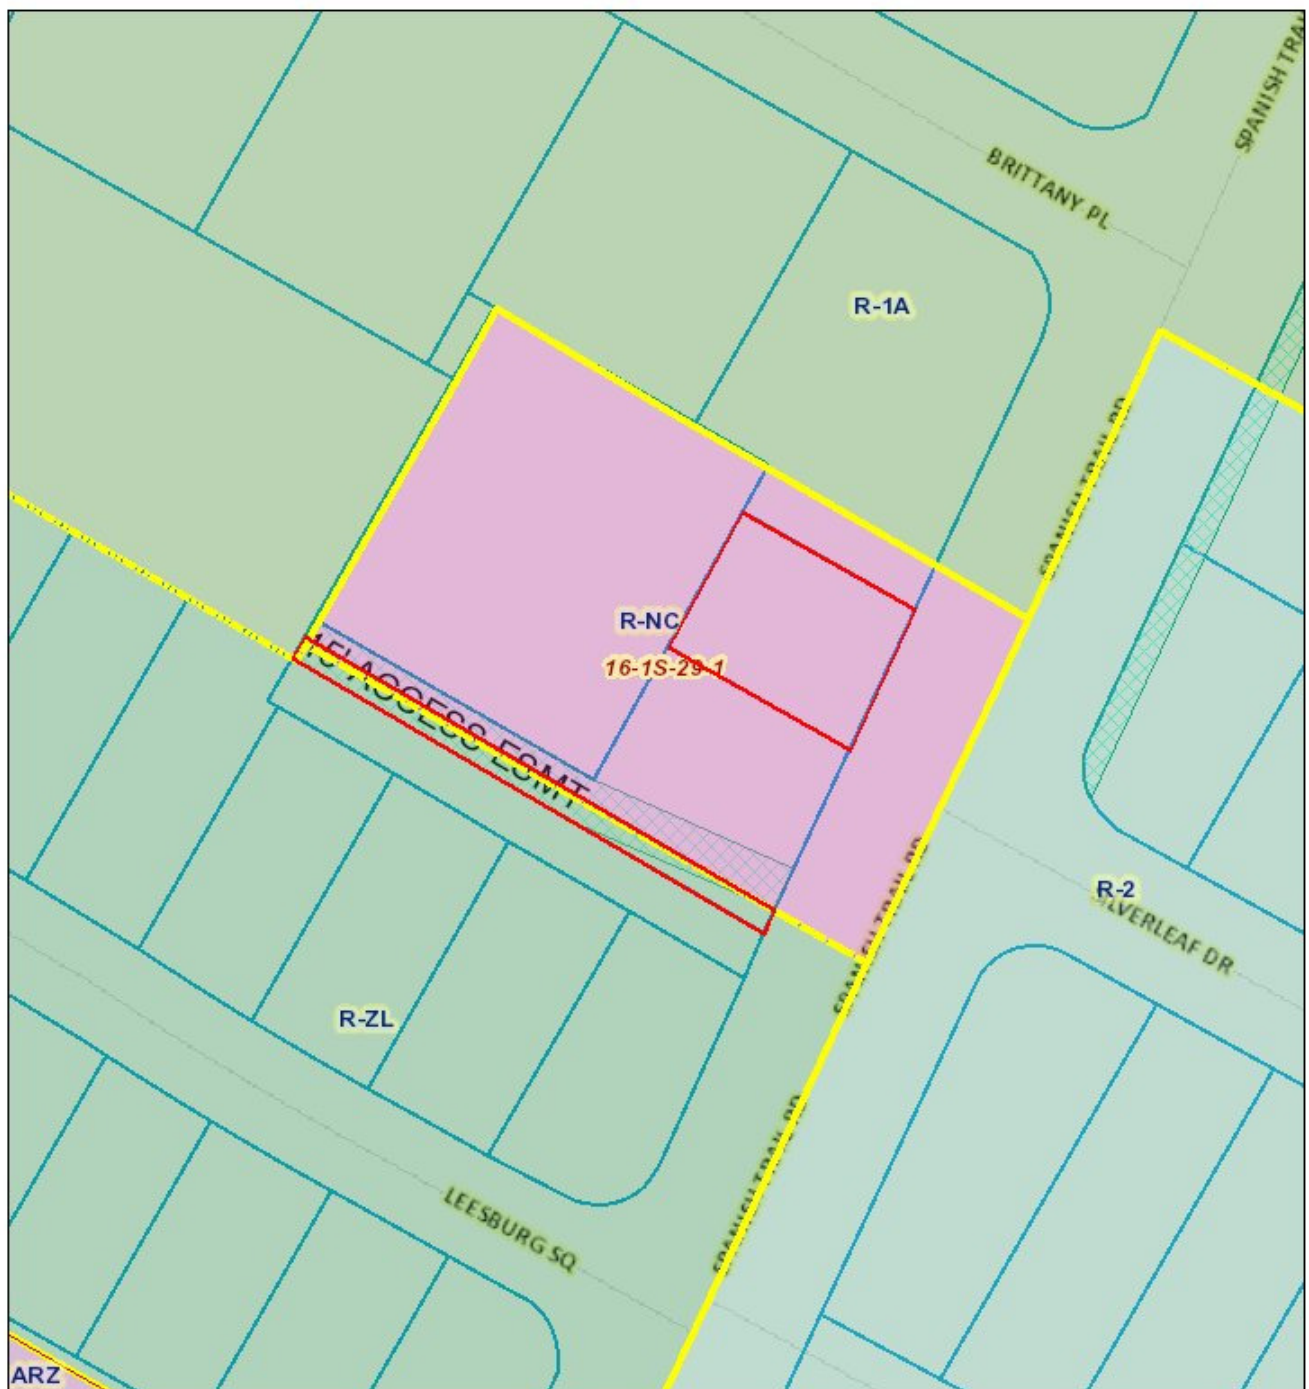 SPANISH TRAI
BRITTANY PL
R-1A
SPANISH TRAIL RD
R-NC
16-1S-29-1
15' ACCESS ESMT
R-2
SILVERLEAF DR
SPANISH TRAIL RD
R-ZL
SPANISH TRAIL RD
LEESBURG SQ
ARZ